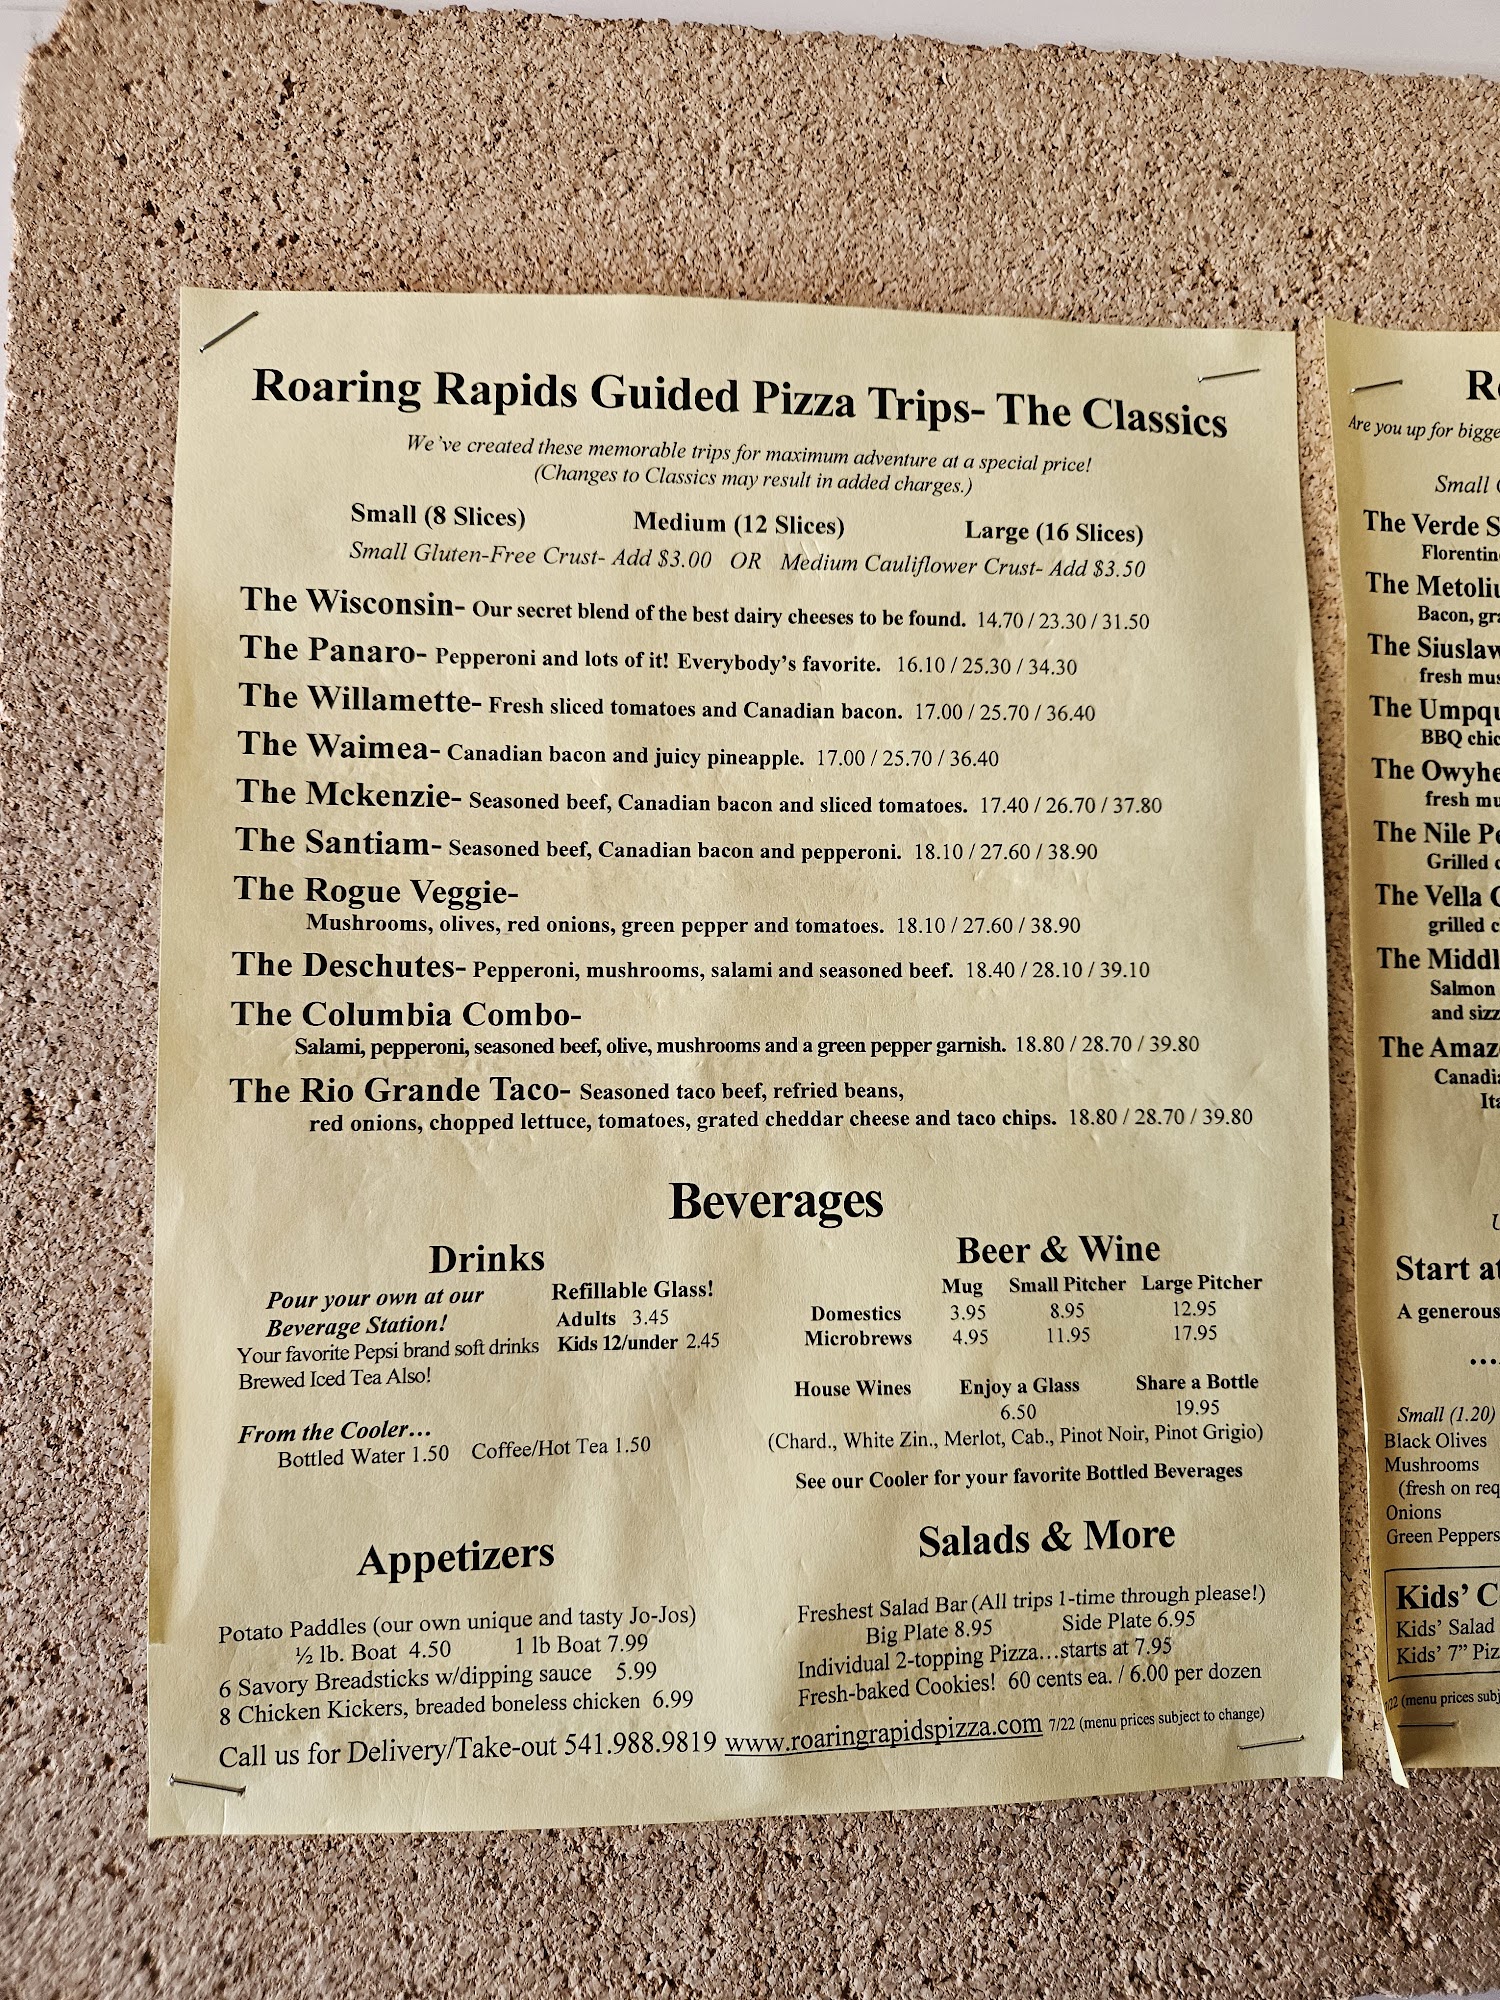 Roaring Rapids Guided Pizza Trips- The Classics
We've created these memorable trips for maximum adventure at a special price!
(Changes to Classics may result in added charges.)
Small (8 Slices) Medium (12 Slices) Large (16 Slices)
Small Gluten-Free Crust- Add $3.00 OR Medium Cauliflower Crust- Add $3.50
The Wisconsin- Our secret blend of the best dairy cheeses to be found. 14.70 / 23.30 / 31.50
The Panaro- Pepperoni and lots of it! Everybody's favorite. 16.10 / 25.30 / 34.30
The Willamette- Fresh sliced tomatoes and Canadian bacon. 17.00 / 25.70 / 36.40
The Waimea- Canadian bacon and juicy pineapple. 17.00 / 25.70 / 36.40
The Mckenzie- Seasoned beef, Canadian bacon and sliced tomatoes. 17.40 / 26.70 / 37.80
The Santiam- Seasoned beef, Canadian bacon and pepperoni. 18.10 / 27.60 / 38.90
The Rogue Veggie-
Mushrooms, olives, red onions, green pepper and tomatoes. 18.10 / 27.60 / 38.90
The Deschutes- Pepperoni, mushrooms, salami and seasoned beef. 18.40 / 28.10 / 39.10
The Columbia Combo-
Salami, pepperoni, seasoned beef, olive, mushrooms and a green pepper garnish. 18.80 / 28.70 / 39.80
The Rio Grande Taco- Seasoned taco beef, refried beans,
red onions, chopped lettuce, tomatoes, grated cheddar cheese and taco chips. 18.80 / 28.70 / 39.80
Beverages
Drinks
Pour your own at our
Beverage Station!
Your favorite Pepsi brand soft drinks
Brewed Iced Tea Also!
Refillable Glass!
Adults 3.45
Kids 12/under 2.45
From the Cooler…
Bottled Water 1.50 Coffee/Hot Tea 1.50
Beer & Wine
Mug Small Pitcher Large Pitcher
Domestics 3.95 8.95 12.95
Microbrews 4.95 11.95 17.95
House Wines Enjoy a Glass Share a Bottle
6.50 19.95
(Chard., White Zin., Merlot, Cab., Pinot Noir, Pinot Grigio)
See our Cooler for your favorite Bottled Beverages
Appetizers
Potato Paddles (our own unique and tasty Jo-Jos)
½ lb. Boat 4.50 1 lb Boat 7.99
6 Savory Breadsticks w/dipping sauce 5.99
8 Chicken Kickers, breaded boneless chicken 6.99
Salads & More
Freshest Salad Bar (All trips 1-time through please!)
Big Plate 8.95 Side Plate 6.95
Individual 2-topping Pizza…starts at 7.95
Fresh-baked Cookies! 60 cents ea. / 6.00 per dozen
Call us for Delivery/Take-out 541.988.9819 www.roaringrapidspizza.com 7/22 (menu prices subject to change)
Are you up for
Small
The Verde
The
Bacon,
The
fresh
The
BBQ
The
fresh
The Nile
Grilled
The Vella
grilled
The
Salmon
and
The
Start
A
Small (1.20)
Black Olives
Mushrooms
(fresh on
Onions
Green Peppers
Kids'
Kids' Salad
Kids' 7"
(menu prices